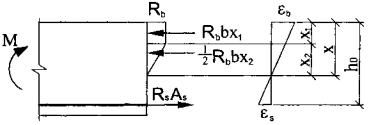 R_b
ε_b
M
R_b b x_1
1/2 R_b b x_2
x_1
x_2
x
h_0
R_s A_s
ε_s